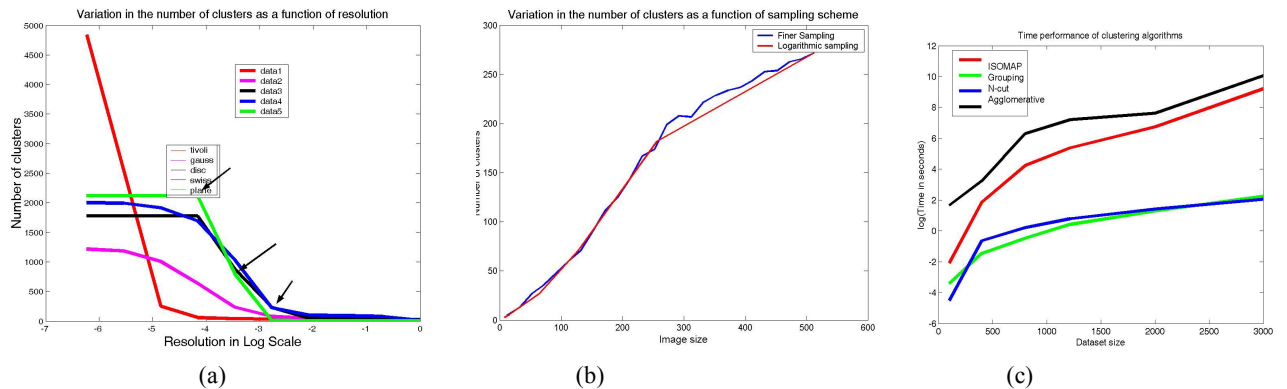 Variation in the number of clusters as a function of resolution
5000
4500
4000
3500
3000
2500
2000
1500
1000
500
0
Number of clusters
data1
data2
data3
data4
data5
tivoli
gauss
disc
swiss
plane
-7
-6
-5
-4
-3
-2
-1
0
Resolution in Log Scale
(a)
Variation in the number of clusters as a function of sampling scheme
300
250
200
150
100
50
0
clusters
Finer Sampling
Logarithmic sampling
0
100
200
300
400
500
600
Image size
(b)
Time performance of clustering algorithms
12
10
8
6
4
2
0
-2
-4
-6
log(Time in seconds)
ISOMAP
Grouping
N-cut
Agglomerative
500
1000
1500
2000
2500
3000
Dataset size
(c)